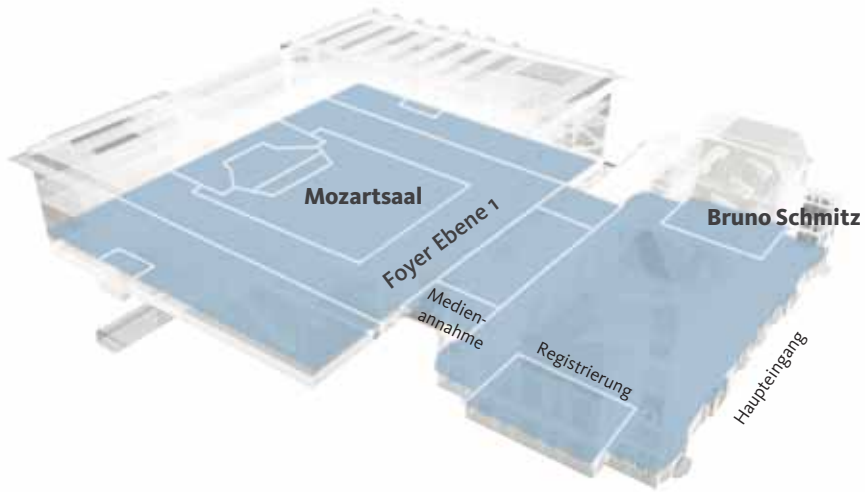 Mozartsaal
Bruno Schmitz
Foyer Ebene 1
Medien-
annahme
Registrierung
Haupteingang